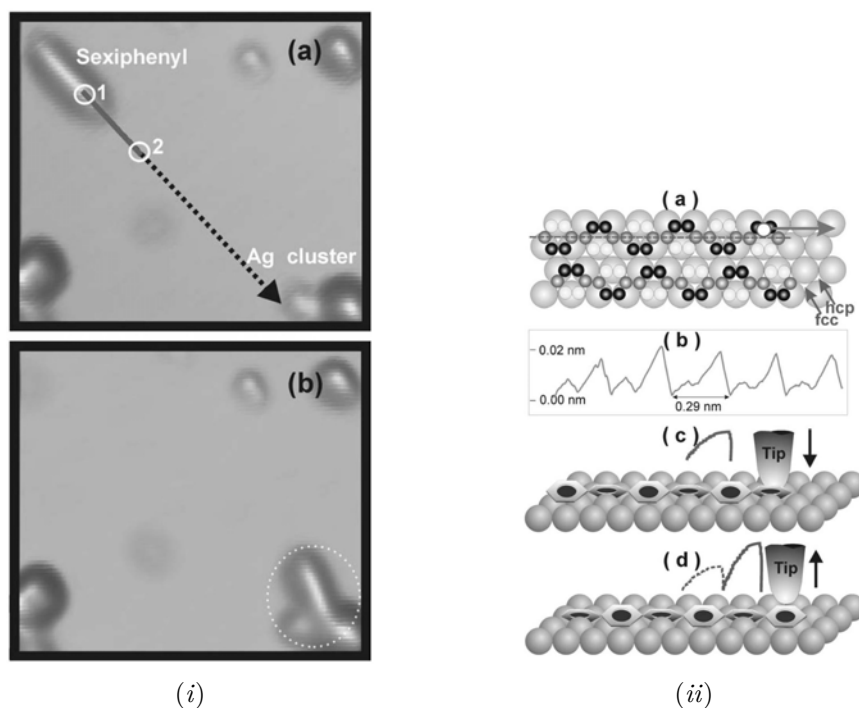 (a)
Sexiphenyl
1
2
Ag cluster
(b)
(i)
(a)
hcp
fcc
(b)
0.02 nm
0.00 nm
0.29 nm
(c)
Tip
(d)
Tip
(ii)